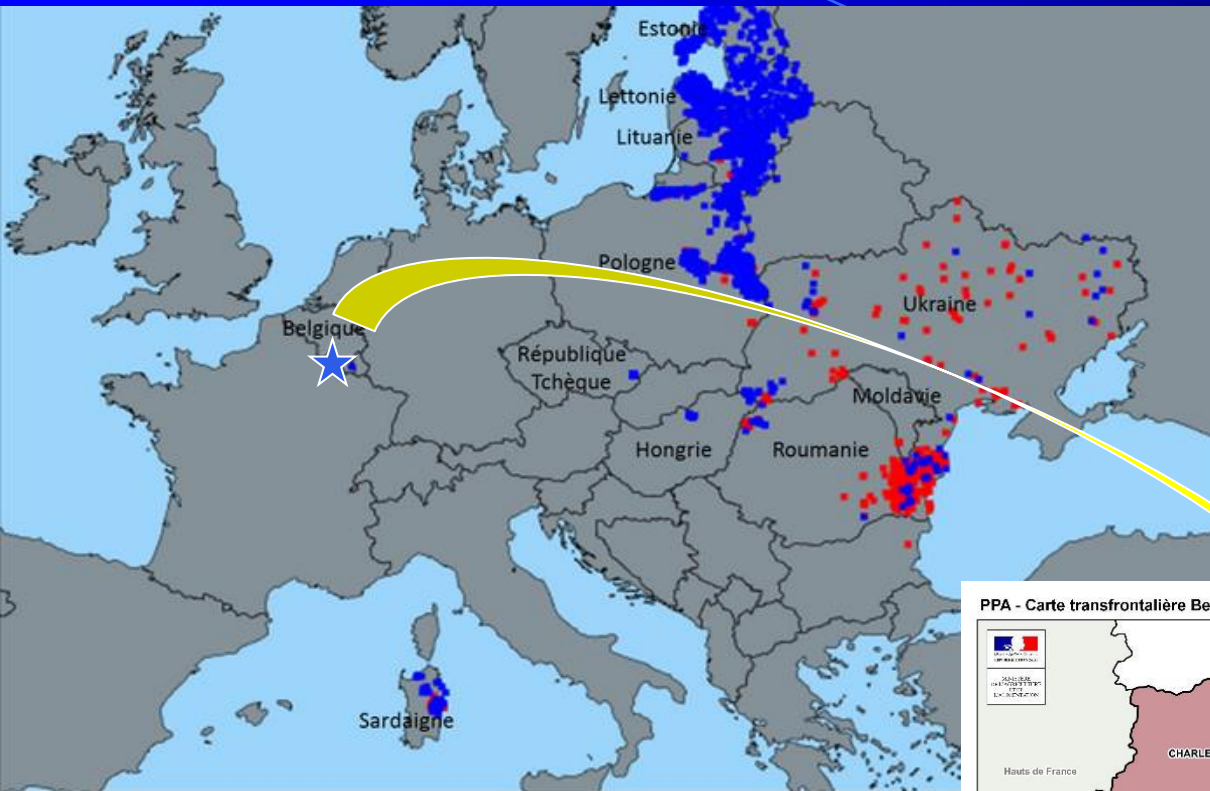 Estonie
Lettonie
Lituanie
Pologne
Ukraine
Belgique
République
Tchèque
Moldavie
Hongrie
Roumanie
Sardaigne
PPA - Carte transfrontalière Be
CHARLE
Hauts de France